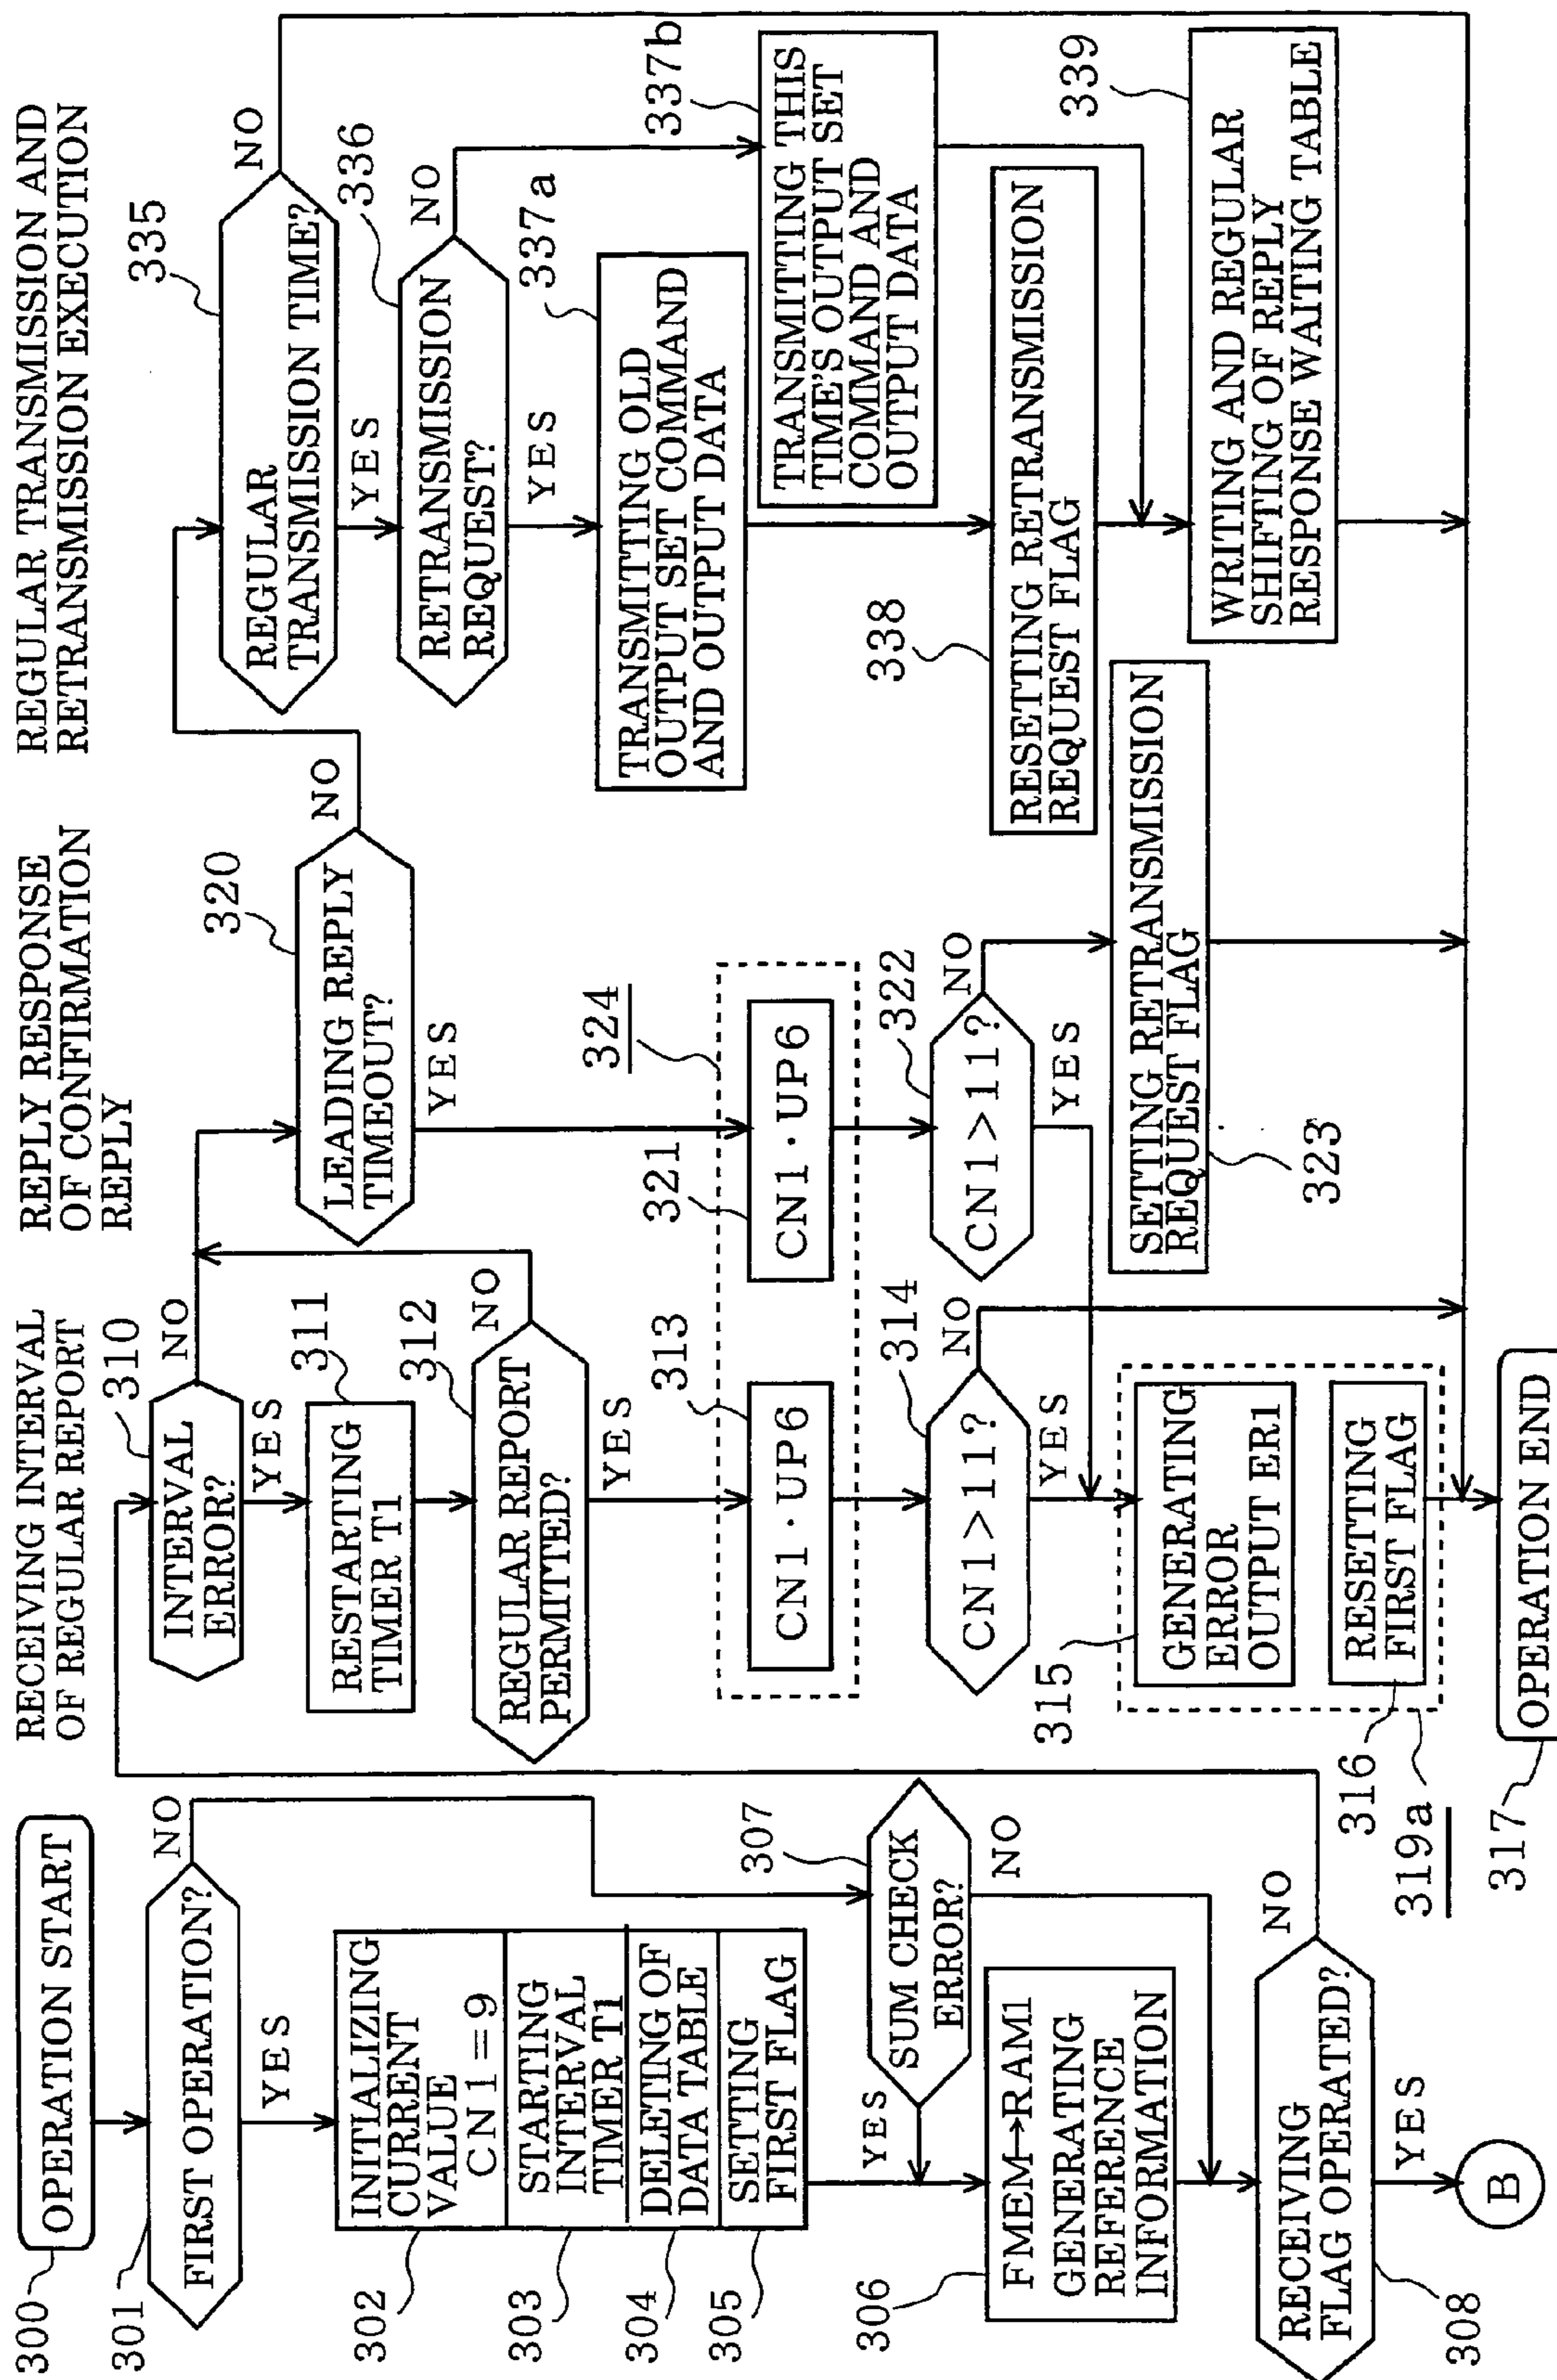 300
OPERATION START
301
FIRST OPERATION?
NO
YES
302
INITIALIZING
CURRENT
VALUE
CN1=9
303
STARTING
INTERVAL
TIMER T1
304
DELETING OF
DATA TABLE
305
SETTING
FIRST FLAG
307
SUM CHECK
ERROR?
YES
NO
306
FMEM→RAM1
GENERATING
REFERENCE
INFORMATION
308
RECEIVING
FLAG OPERATED?
NO
YES
B
RECEIVING INTERVAL
OF REGULAR REPORT
310
INTERVAL
ERROR?
NO
YES
311
RESTARTING
TIMER T1
312
REGULAR REPORT
PERMITTED?
NO
YES
313
CN1·UP6
314
CN1>11?
NO
YES
315
GENERATING
ERROR
OUTPUT ER1
316
RESETTING
FIRST FLAG
319a
317
OPERATION END
REPLY RESPONSE
OF CONFIRMATION
REPLY
320
LEADING REPLY
TIMEOUT?
NO
YES
324
321
CN1·UP6
322
CN1>11?
NO
YES
SETTING RETRANSMISSION
REQUEST FLAG
323
REGULAR TRANSMISSION AND
RETRANSMISSION EXECUTION
335
REGULAR
TRANSMISSION TIME?
NO
YES
336
RETRANSMISSION
REQUEST?
NO
YES
337a
TRANSMITTING OLD
OUTPUT SET COMMAND
AND OUTPUT DATA
337b
TRANSMITTING THIS
TIME'S OUTPUT SET
COMMAND AND
OUTPUT DATA
338
RESETTING RETRANSMISSION
REQUEST FLAG
339
WRITING AND REGULAR
SHIFTING OF REPLY
RESPONSE WAITING TABLE